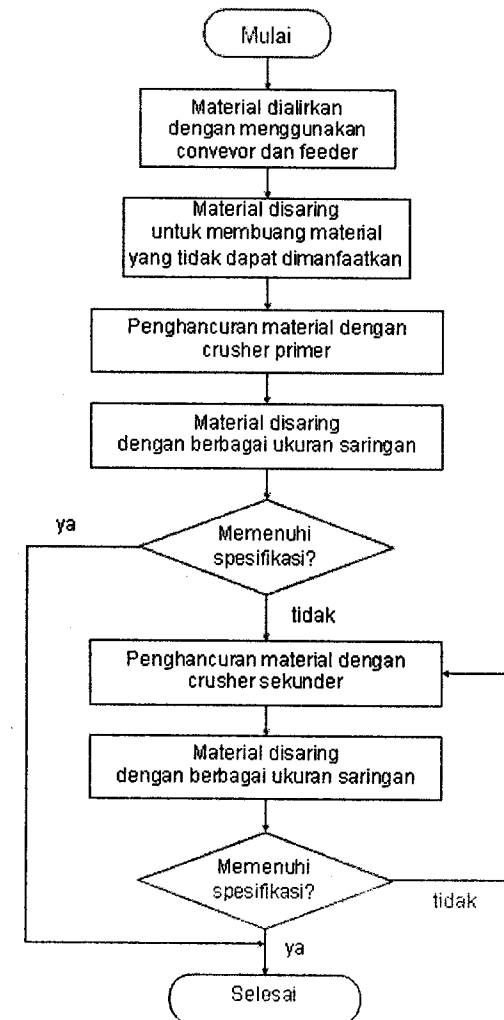 Mulai
Material dialirkan
dengan menggunakan
convevor dan feeder
Material disaring
untuk membuang material
yang tidak dapat dimanfaatkan
Penghancuran material dengan
crusher primer
Material disaring
dengan berbagai ukuran saringan
ya
Memenuhi
spesifikasi?
tidak
Penghancuran material dengan
crusher sekunder
Material disaring
dengan berbagai ukuran saringan
Memenuhi
spesifikasi?
tidak
ya
Selesai